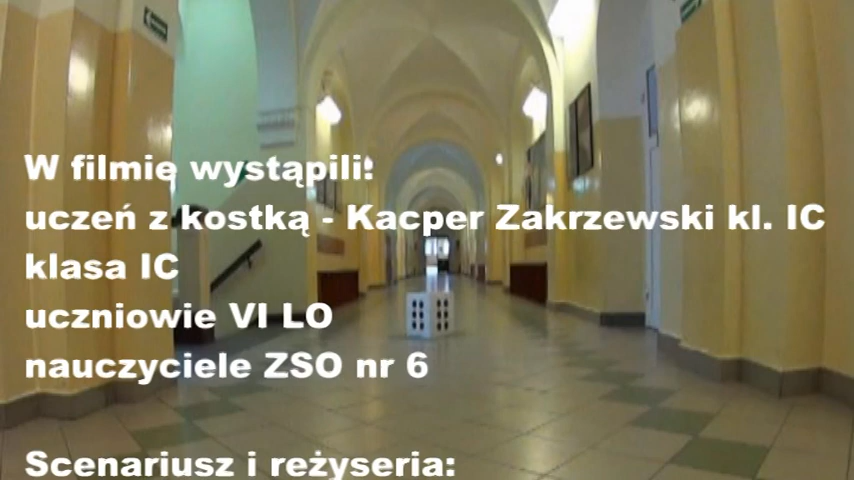 W filmie wystąpili:
uczeń z kostką - Kacper Zakrzewski kl. IC
klasa IC
uczniowie VI LO
nauczyciele ZSO nr 6
Scenariusz i reżyseria: